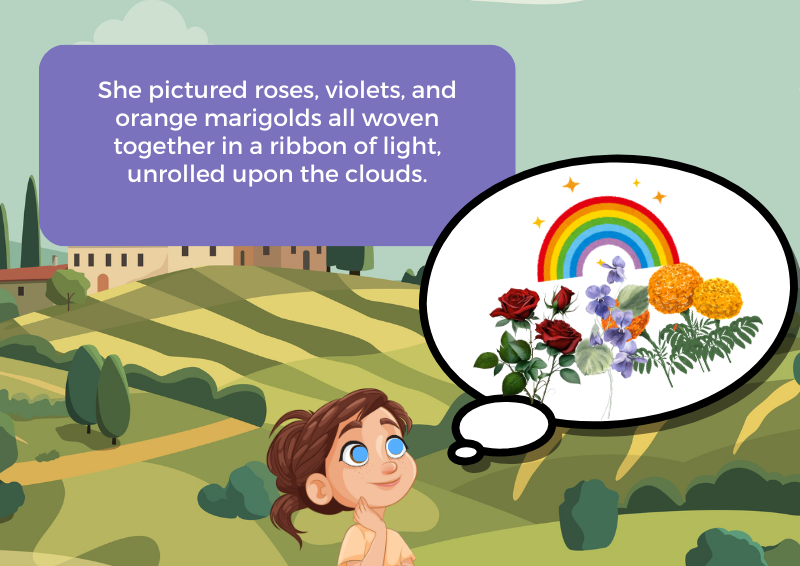 She pictured roses, violets, and
orange marigolds all woven
together in a ribbon of light,
unrolled upon the clouds.